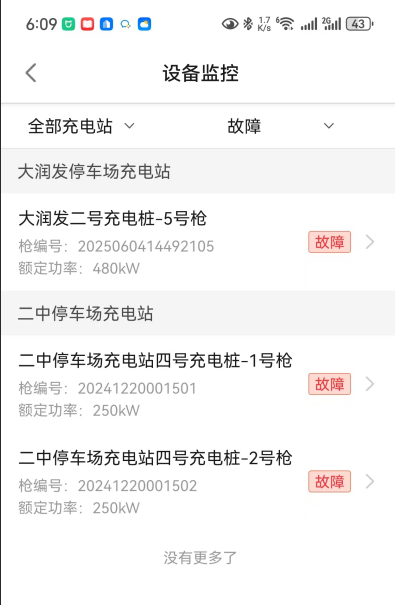 6:09 1.7 K/s 6 2G 43
设备监控
全部充电站 故障
大润发停车场充电站
大润发二号充电桩-5号枪
枪编号：2025060414492105
故障
额定功率：480kW
二中停车场充电站
二中停车场充电站四号充电桩-1号枪
枪编号：20241220001501
故障
额定功率：250kW
二中停车场充电站四号充电桩-2号枪
枪编号：20241220001502
故障
额定功率：250kW
没有更多了